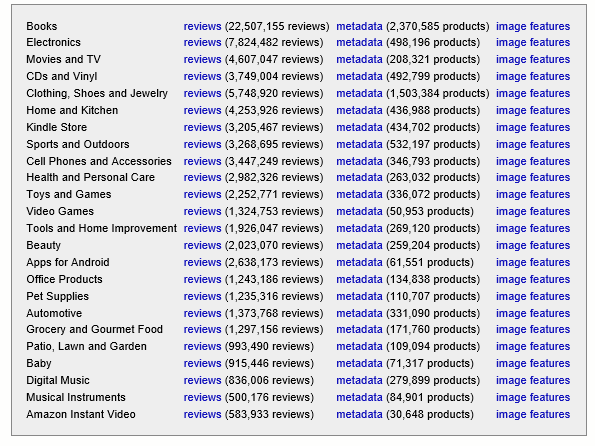 Books reviews (22,507,155 reviews) metadata (2,370,585 products) image features
Electronics reviews (7,824,482 reviews) metadata (498,196 products) image features
Movies and TV reviews (4,607,047 reviews) metadata (208,321 products) image features
CDs and Vinyl reviews (3,749,004 reviews) metadata (492,799 products) image features
Clothing, Shoes and Jewelry reviews (5,748,920 reviews) metadata (1,503,384 products) image features
Home and Kitchen reviews (4,253,926 reviews) metadata (436,988 products) image features
Kindle Store reviews (3,205,467 reviews) metadata (434,702 products) image features
Sports and Outdoors reviews (3,268,695 reviews) metadata (532,197 products) image features
Cell Phones and Accessories reviews (3,447,249 reviews) metadata (346,793 products) image features
Health and Personal Care reviews (2,982,326 reviews) metadata (263,032 products) image features
Toys and Games reviews (2,252,771 reviews) metadata (336,072 products) image features
Video Games reviews (1,324,753 reviews) metadata (50,953 products) image features
Tools and Home Improvement reviews (1,926,047 reviews) metadata (269,120 products) image features
Beauty reviews (2,023,070 reviews) metadata (259,204 products) image features
Apps for Android reviews (2,638,173 reviews) metadata (61,551 products) image features
Office Products reviews (1,243,186 reviews) metadata (134,838 products) image features
Pet Supplies reviews (1,235,316 reviews) metadata (110,707 products) image features
Automotive reviews (1,373,768 reviews) metadata (331,090 products) image features
Grocery and Gourmet Food reviews (1,297,156 reviews) metadata (171,760 products) image features
Patio, Lawn and Garden reviews (993,490 reviews) metadata (109,094 products) image features
Baby reviews (915,446 reviews) metadata (71,317 products) image features
Digital Music reviews (836,006 reviews) metadata (279,899 products) image features
Musical Instruments reviews (500,176 reviews) metadata (84,901 products) image features
Amazon Instant Video reviews (583,933 reviews) metadata (30,648 products) image features